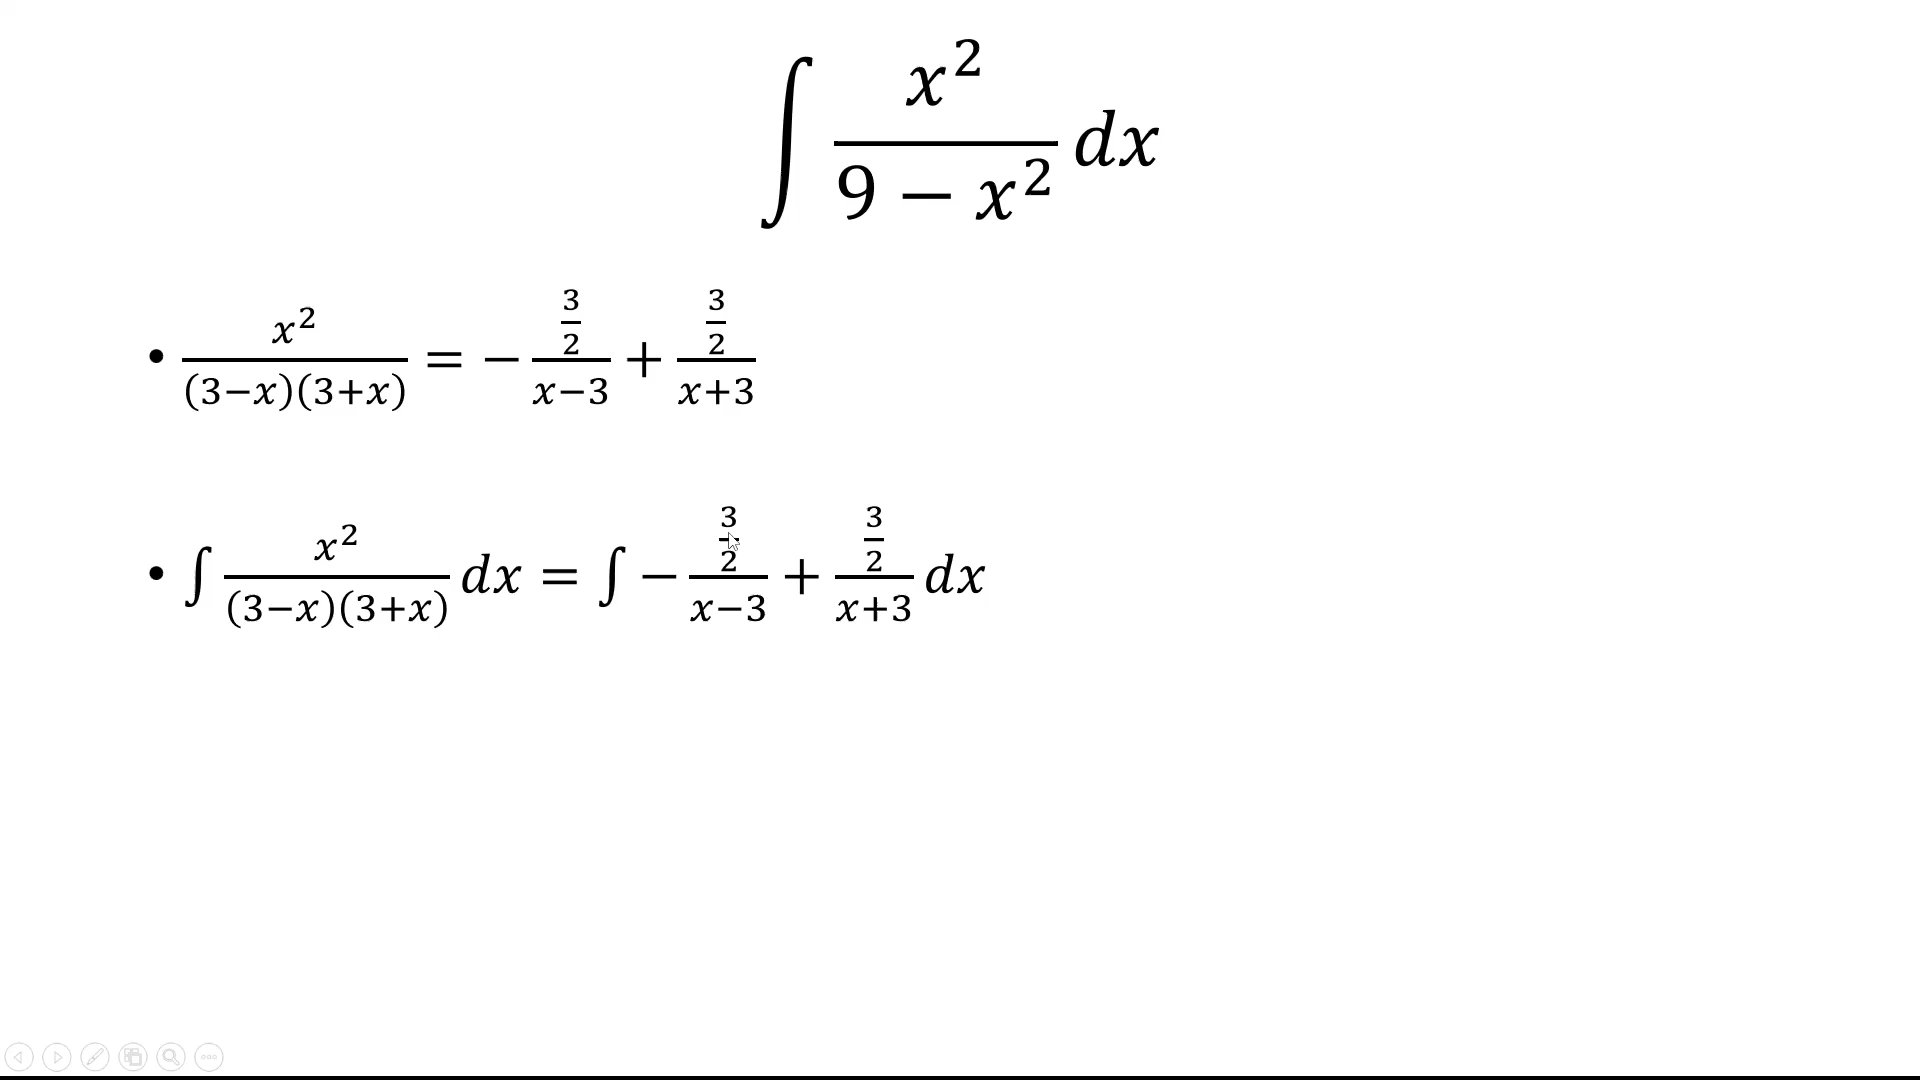 ∫ x²/(9 − x²) dx
• x²/((3−x)(3+x)) = − (3/2)/(x−3) + (3/2)/(x+3)
• ∫ x²/((3−x)(3+x)) dx = ∫ − (3/2)/(x−3) + (3/2)/(x+3) dx